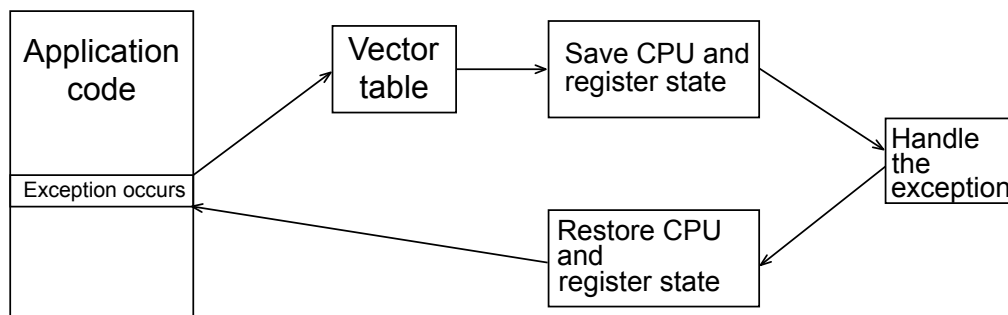 Application
code
Exception occurs
Vector
table
Save CPU and
register state
Handle
the
exception
Restore CPU
and
register state